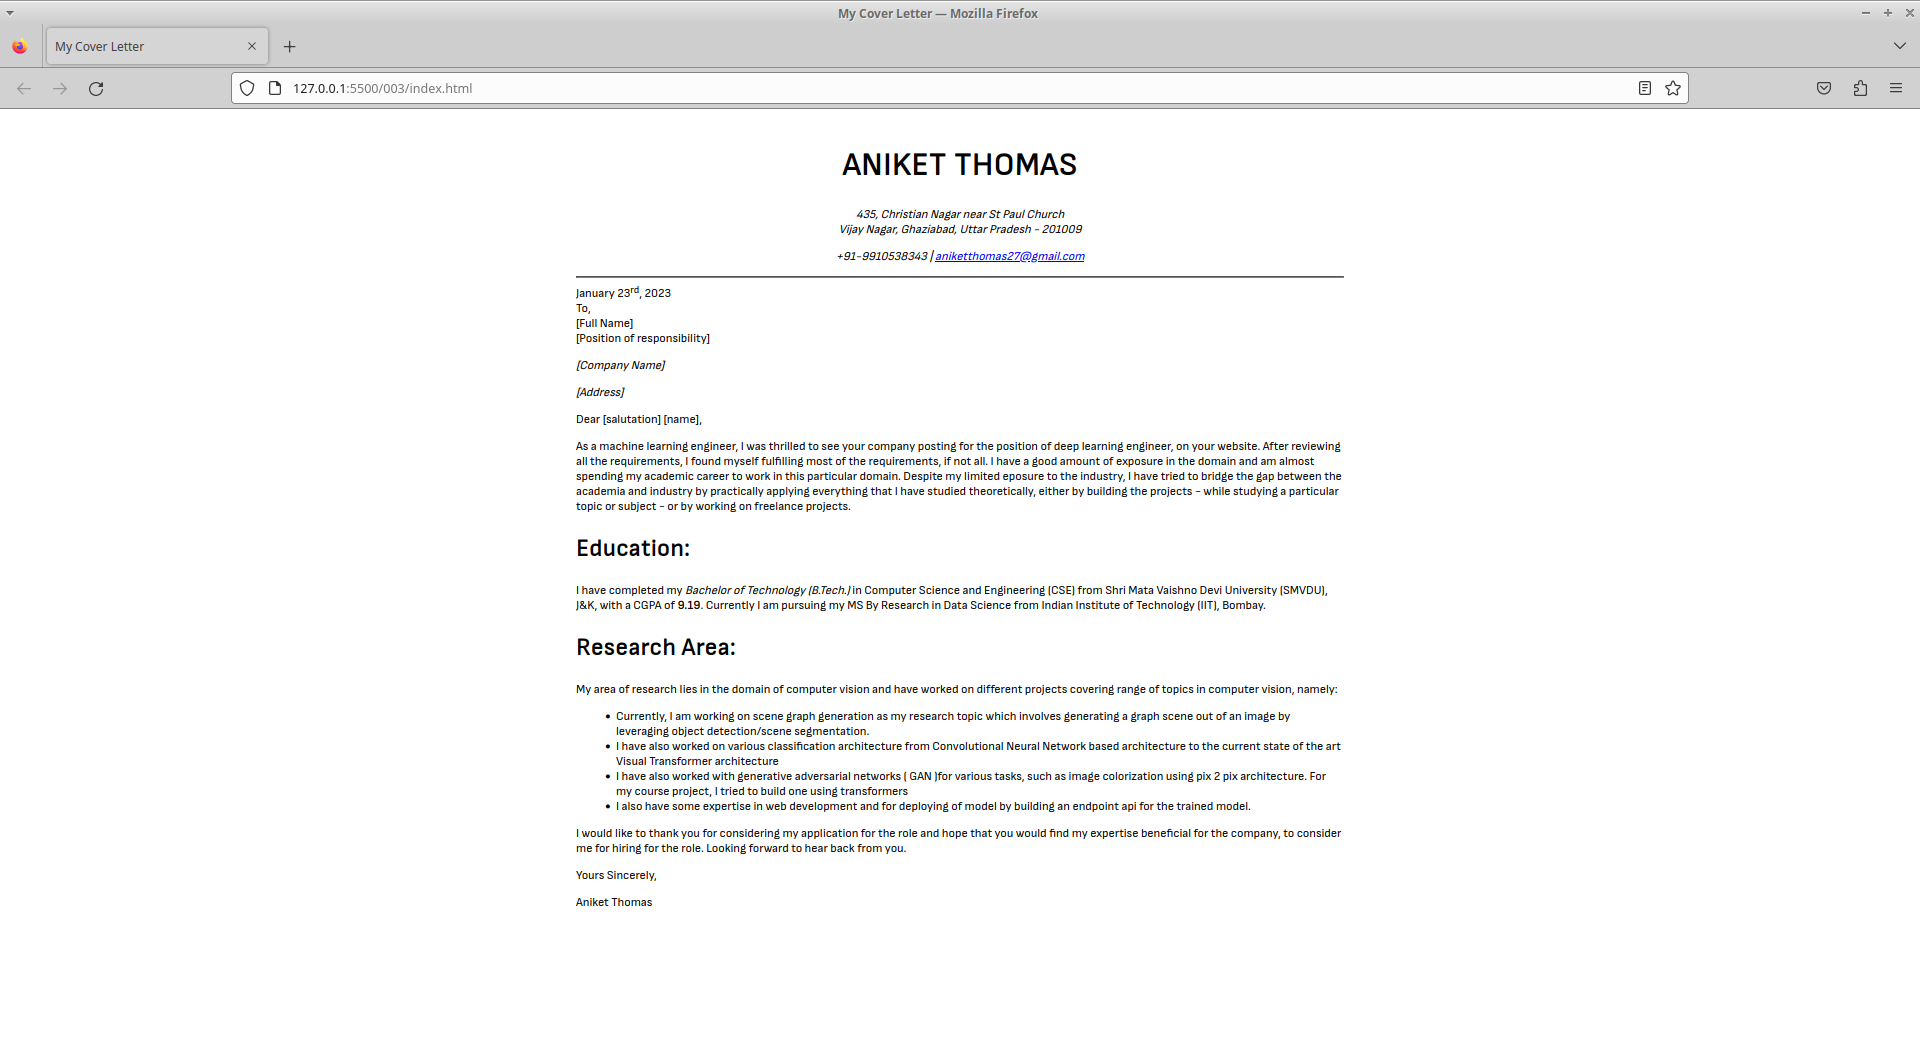 My Cover Letter — Mozilla Firefox
My Cover Letter
127.0.0.1:5500/003/index.html
ANIKET THOMAS
435, Christian Nagar near St Paul Church
Vijay Nagar, Ghaziabad, Uttar Pradesh - 201009
+91-9910538343 | aniketthomas27@gmail.com
January 23rd, 2023
To,
[Full Name]
[Position of responsibility]
[Company Name]
[Address]
Dear [salutation] [name],
As a machine learning engineer, I was thrilled to see your company posting for the position of deep learning engineer, on your website. After reviewing
all the requirements, I found myself fulfilling most of the requirements, if not all. I have a good amount of exposure in the domain and am almost
spending my academic career to work in this particular domain. Despite my limited eposure to the industry, I have tried to bridge the gap between the
academia and industry by practically applying everything that I have studied theoretically, either by building the projects - while studying a particular
topic or subject - or by working on freelance projects.
Education:
I have completed my Bachelor of Technology (B.Tech.) in Computer Science and Engineering (CSE) from Shri Mata Vaishno Devi University (SMVDU),
J&K, with a CGPA of 9.19. Currently I am pursuing my MS By Research in Data Science from Indian Institute of Technology (IIT), Bombay.
Research Area:
My area of research lies in the domain of computer vision and have worked on different projects covering range of topics in computer vision, namely:
• Currently, I am working on scene graph generation as my research topic which involves generating a graph scene out of an image by
leveraging object detection/scene segmentation.
• I have also worked on various classification architecture from Convolutional Neural Network based architecture to the current state of the art
Visual Transformer architecture
• I have also worked with generative adversarial networks ( GAN )for various tasks, such as image colorization using pix 2 pix architecture. For
my course project, I tried to build one using transformers
• I also have some expertise in web development and for deploying of model by building an endpoint api for the trained model.
I would like to thank you for considering my application for the role and hope that you would find my expertise beneficial for the company, to consider
me for hiring for the role. Looking forward to hear back from you.
Yours Sincerely,
Aniket Thomas